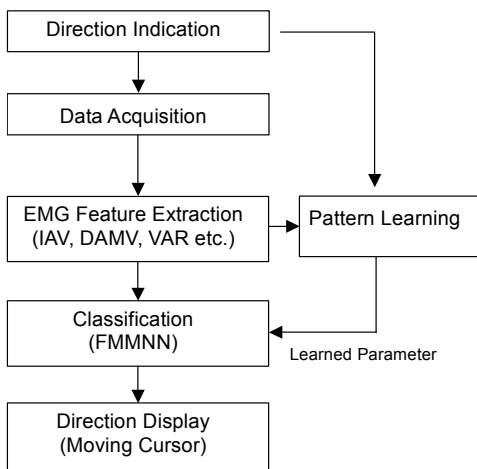 Direction Indication
Data Acquisition
EMG Feature Extraction
(IAV, DAMV, VAR etc.)
Pattern Learning
Classification
(FMMNN)
Learned Parameter
Direction Display
(Moving Cursor)